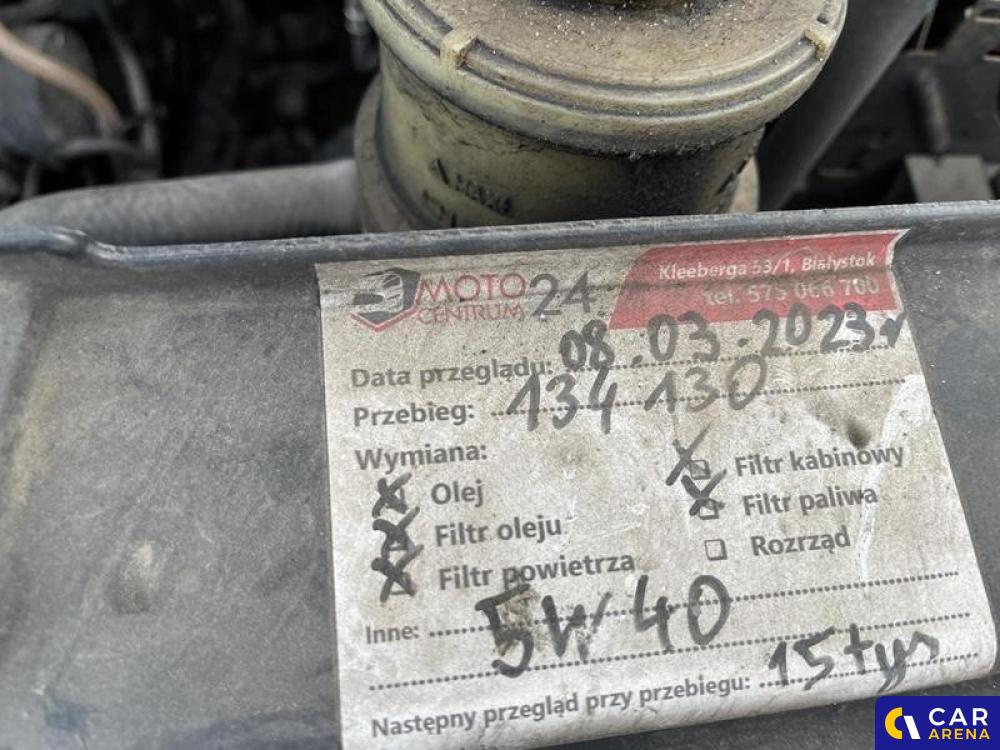 MOTO
CENTRUM 24
Kleeberga 53/1, Białystok
tel. 575 066 700
Data przeglądu: 08.03.2023r
Przebieg: 134 130
Wymiana:
Olej
Filtr oleju
Filtr powietrza
Filtr kabinowy
Filtr paliwa
Rozrząd
Inne: 5W40
Następny przegląd przy przebiegu: 15 tys
CAR
ARENA